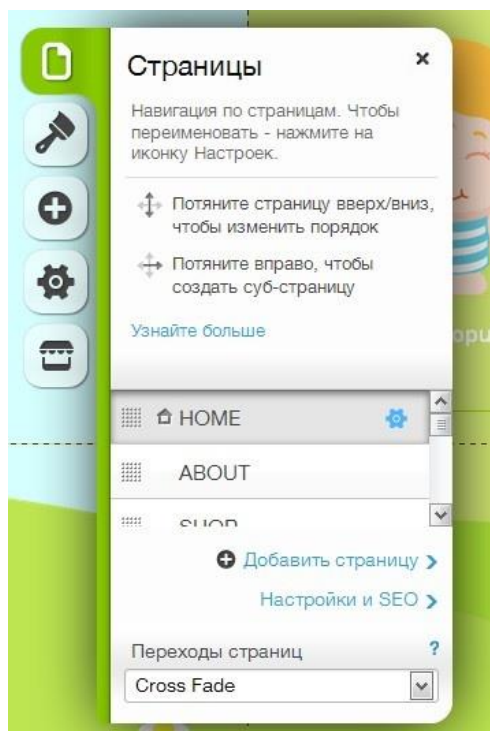 Страницы
Навигация по страницам. Чтобы
переименовать - нажмите на
иконку Настроек.
Потяните страницу вверх/вниз,
чтобы изменить порядок
Потяните вправо, чтобы
создать суб-страницу
Узнайте больше
HOME
ABOUT
SHOP
Добавить страницу
Настройки и SEO
Переходы страниц ?
Cross Fade